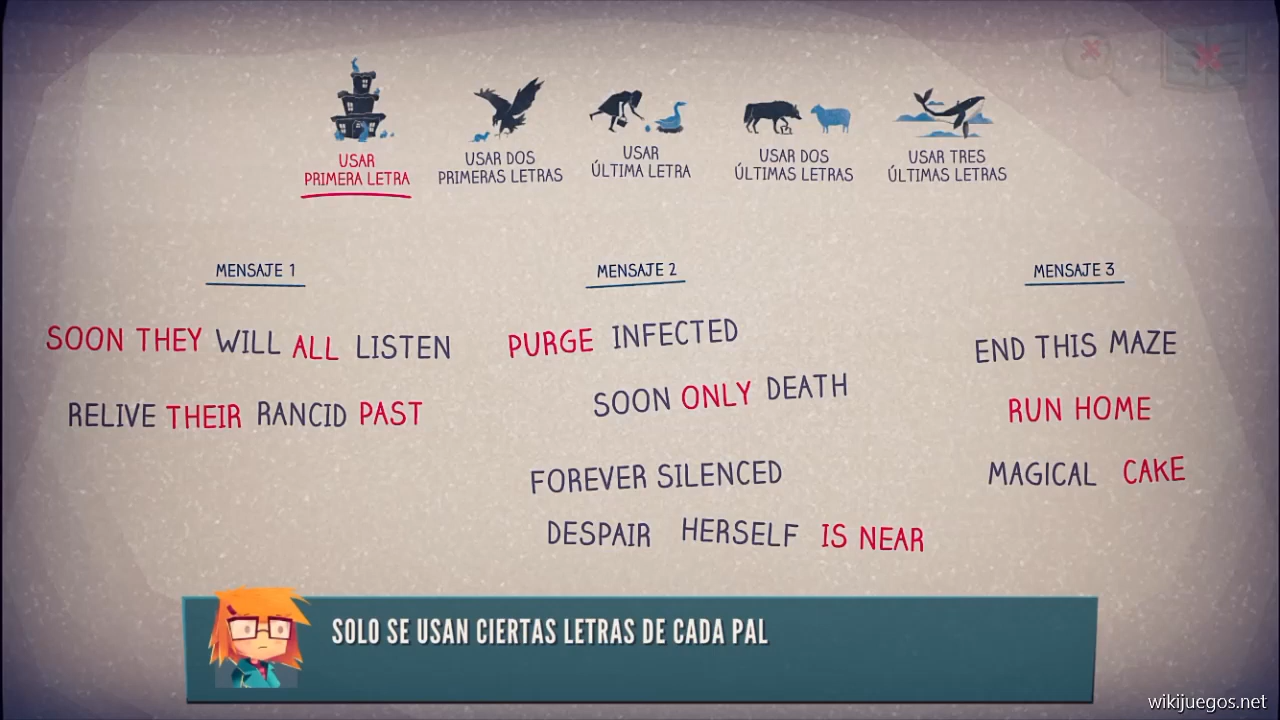 USAR
PRIMERA LETRA
USAR DOS
PRIMERAS LETRAS
USAR
ÚLTIMA LETRA
USAR DOS
ÚLTIMAS LETRAS
USAR TRES
ÚLTIMAS LETRAS
MENSAJE 1
SOON THEY WILL ALL LISTEN
RELIVE THEIR RANCID PAST
MENSAJE 2
PURGE INFECTED
SOON ONLY DEATH
FOREVER SILENCED
DESPAIR HERSELF IS NEAR
MENSAJE 3
END THIS MAZE
RUN HOME
MAGICAL CAKE
SOLO SE USAN CIERTAS LETRAS DE CADA PAL
wikijuegos.net